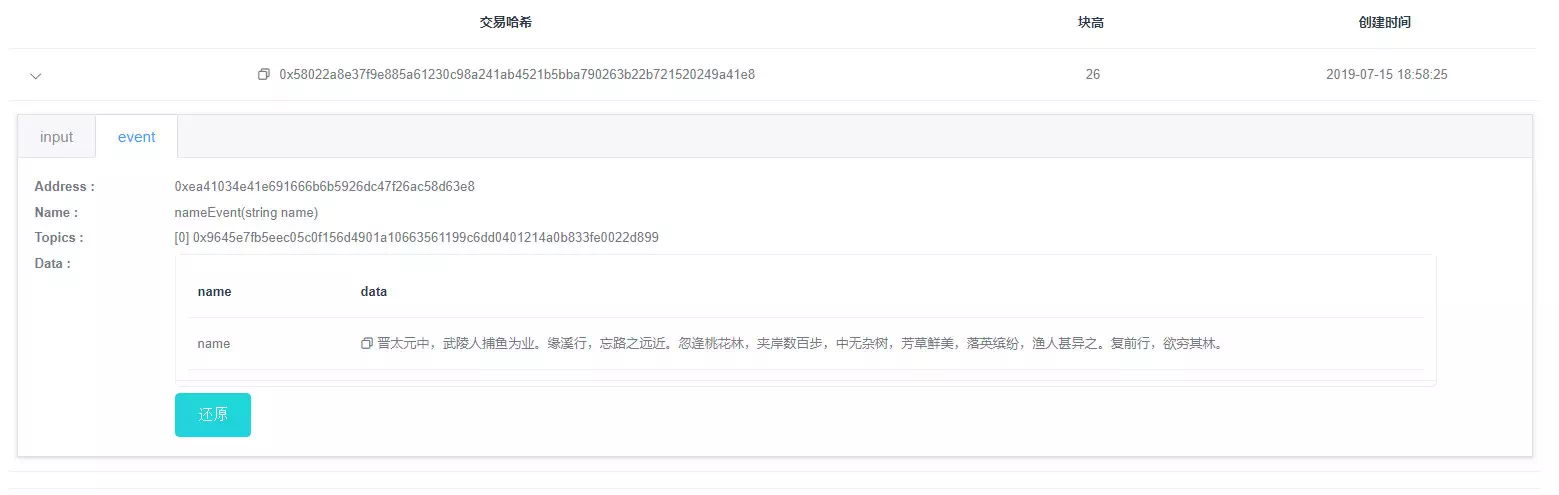 交易哈希 块高 创建时间
0x58022a8e37f9e885a61230c98a241ab4521b5bba790263b22b721520249a41e8 26 2019-07-15 18:58:25
input event
Address : 0xea41034e41e691666b6b5926dc47f26ac58d63e8
Name : nameEvent(string name)
Topics : [0] 0x9645e7fb5eec05c0f156d4901a10663561199c6dd0401214a0b833fe0022d899
Data :
name data
name 晋太元中，武陵人捕鱼为业。缘溪行，忘路之远近。忽逢桃花林，夹岸数百步，中无杂树，芳草鲜美，落英缤纷，渔人甚异之。复前行，欲穷其林。
还原